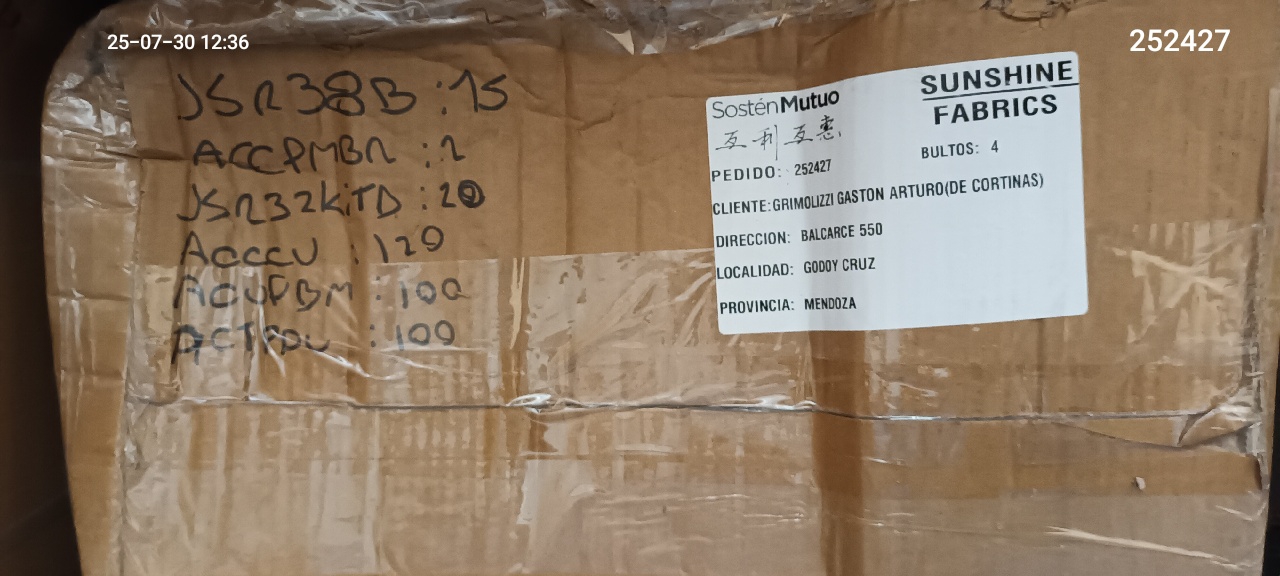 25-07-30 12:36
252427
JSR38B : 15
ACCPMBR : 2
JSR32KiTD : 20
ACCCU : 120
: 100
: 100
SosténMutuo
互利互惠
SUNSHINE
FABRICS
PEDIDO: 252427
BULTOS: 4
CLIENTE: GRIMOLIZZI GASTON ARTURO(DE CORTINAS)
DIRECCION: BALCARCE 550
LOCALIDAD: GODOY CRUZ
PROVINCIA: MENDOZA